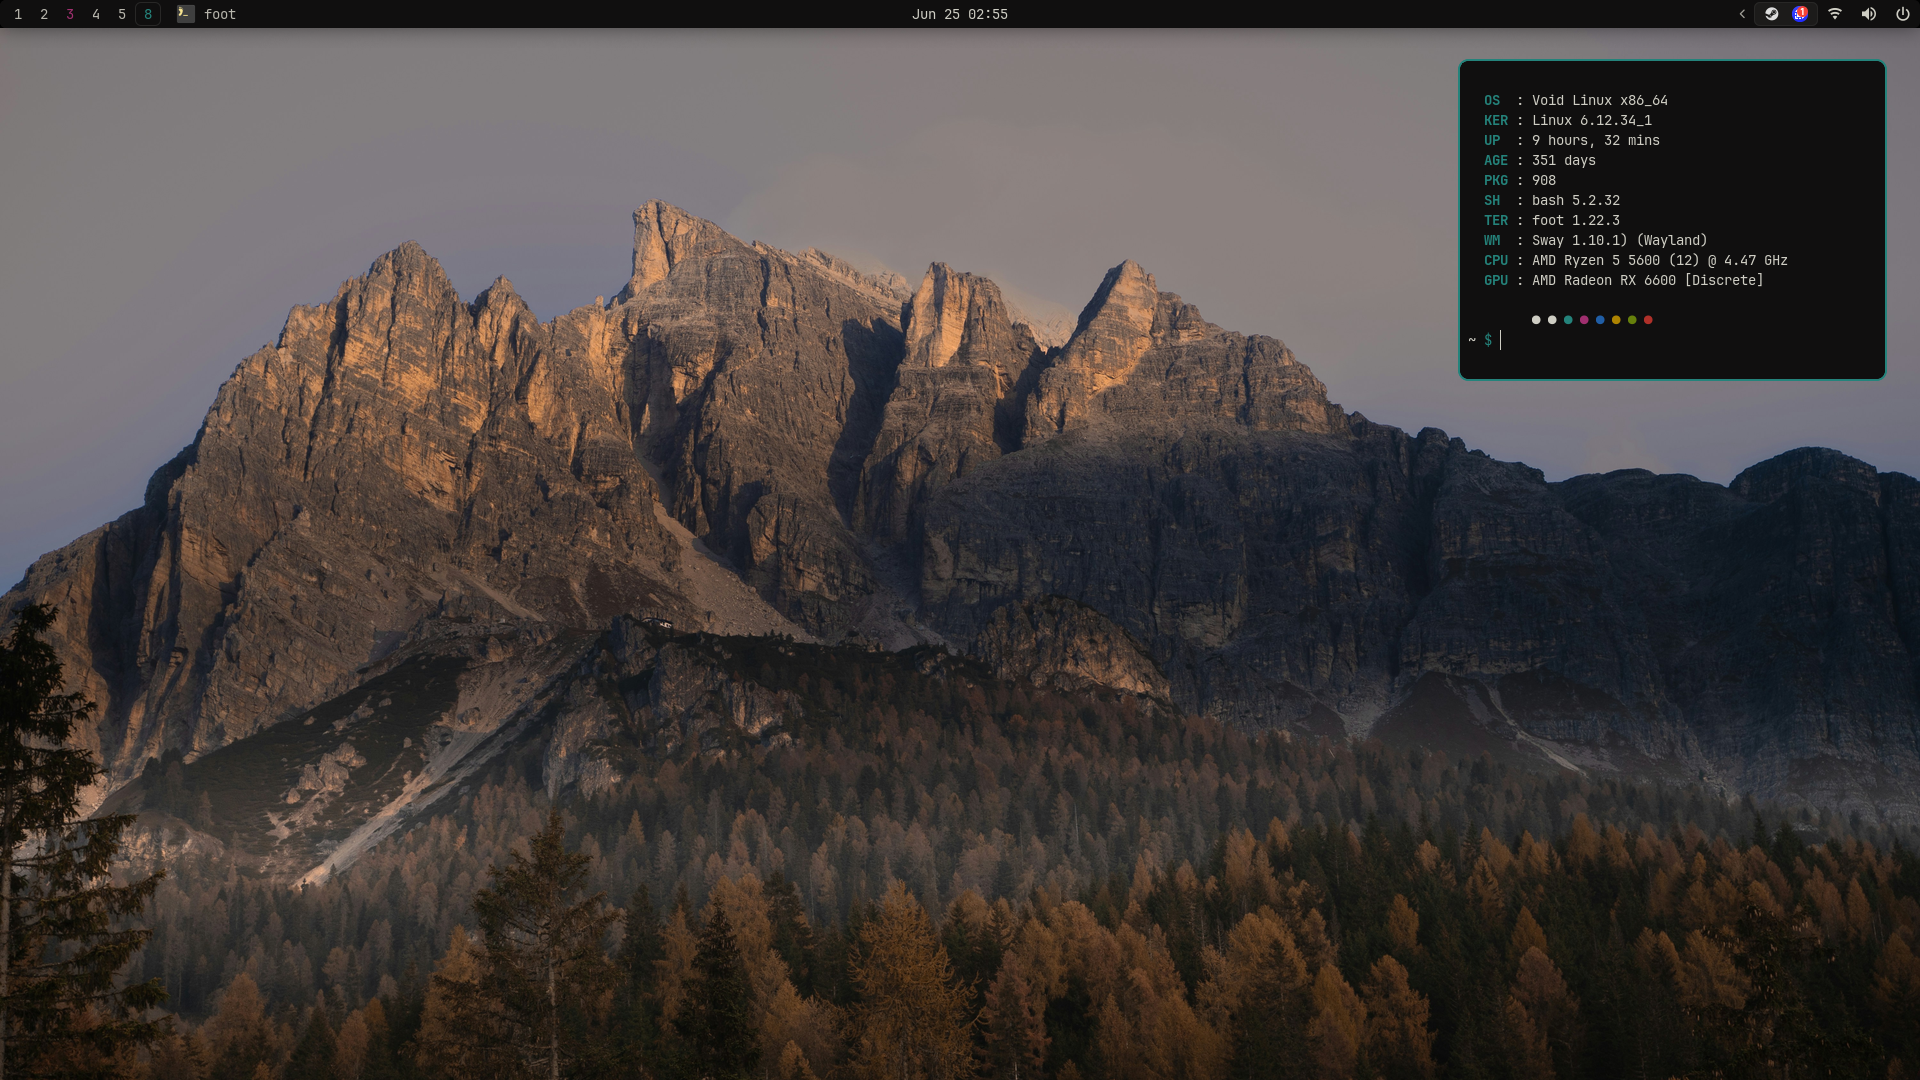 1 2 3 4 5 8 foot
Jun 25 02:55
1
OS : Void Linux x86_64
KER : Linux 6.12.34_1
UP : 9 hours, 32 mins
AGE : 351 days
PKG : 908
SH : bash 5.2.32
TER : foot 1.22.3
WM : Sway 1.10.1) (Wayland)
CPU : AMD Ryzen 5 5600 (12) @ 4.47 GHz
GPU : AMD Radeon RX 6600 [Discrete]
~ $